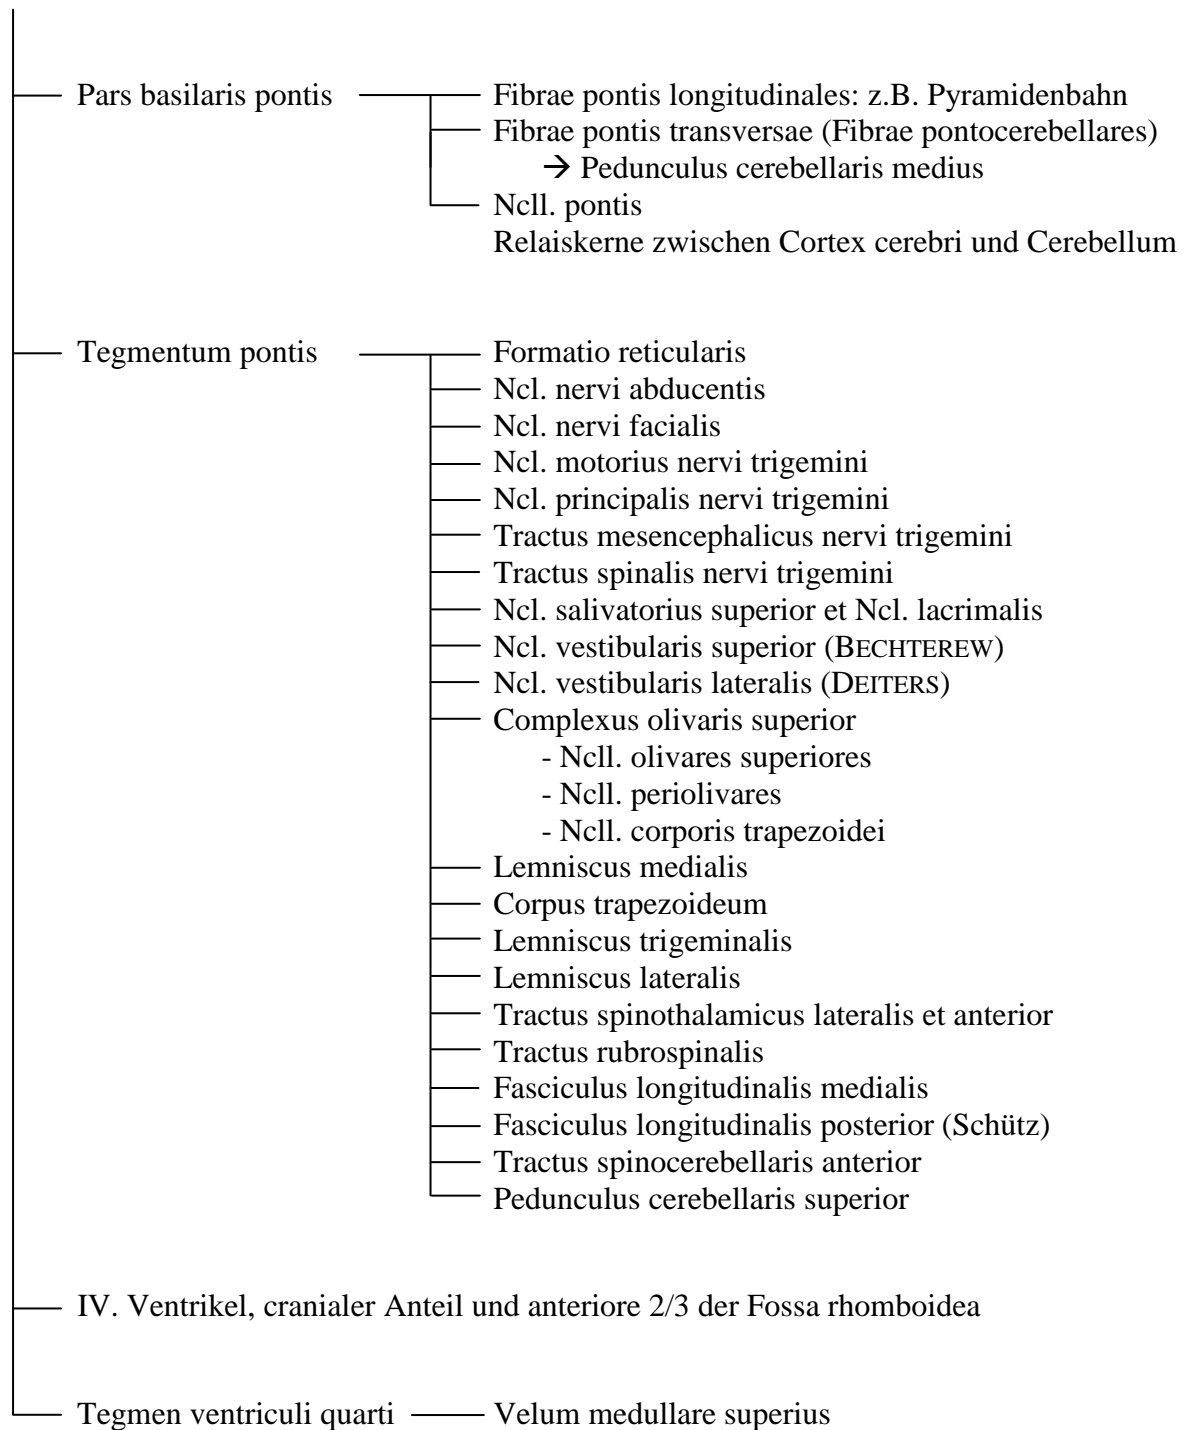 Pars basilaris pontis Fibrae pontis longitudinales: z.B. Pyramidenbahn
Fibrae pontis transversae (Fibrae pontocerebellares)
→ Pedunculus cerebellaris medius
Ncll. pontis
Relaiskerne zwischen Cortex cerebri und Cerebellum
Tegmentum pontis Formatio reticularis
Ncl. nervi abducentis
Ncl. nervi facialis
Ncl. motorius nervi trigemini
Ncl. principalis nervi trigemini
Tractus mesencephalicus nervi trigemini
Tractus spinalis nervi trigemini
Ncl. salivatorius superior et Ncl. lacrimalis
Ncl. vestibularis superior (BECHTEREW)
Ncl. vestibularis lateralis (DEITERS)
Complexus olivaris superior
- Ncll. olivares superiores
- Ncll. periolivares
- Ncll. corporis trapezoidei
Lemniscus medialis
Corpus trapezoideum
Lemniscus trigeminalis
Lemniscus lateralis
Tractus spinothalamicus lateralis et anterior
Tractus rubrospinalis
Fasciculus longitudinalis medialis
Fasciculus longitudinalis posterior (Schütz)
Tractus spinocerebellaris anterior
Pedunculus cerebellaris superior
IV. Ventrikel, cranialer Anteil und anteriore 2/3 der Fossa rhomboidea
Tegmen ventriculi quarti Velum medullare superius